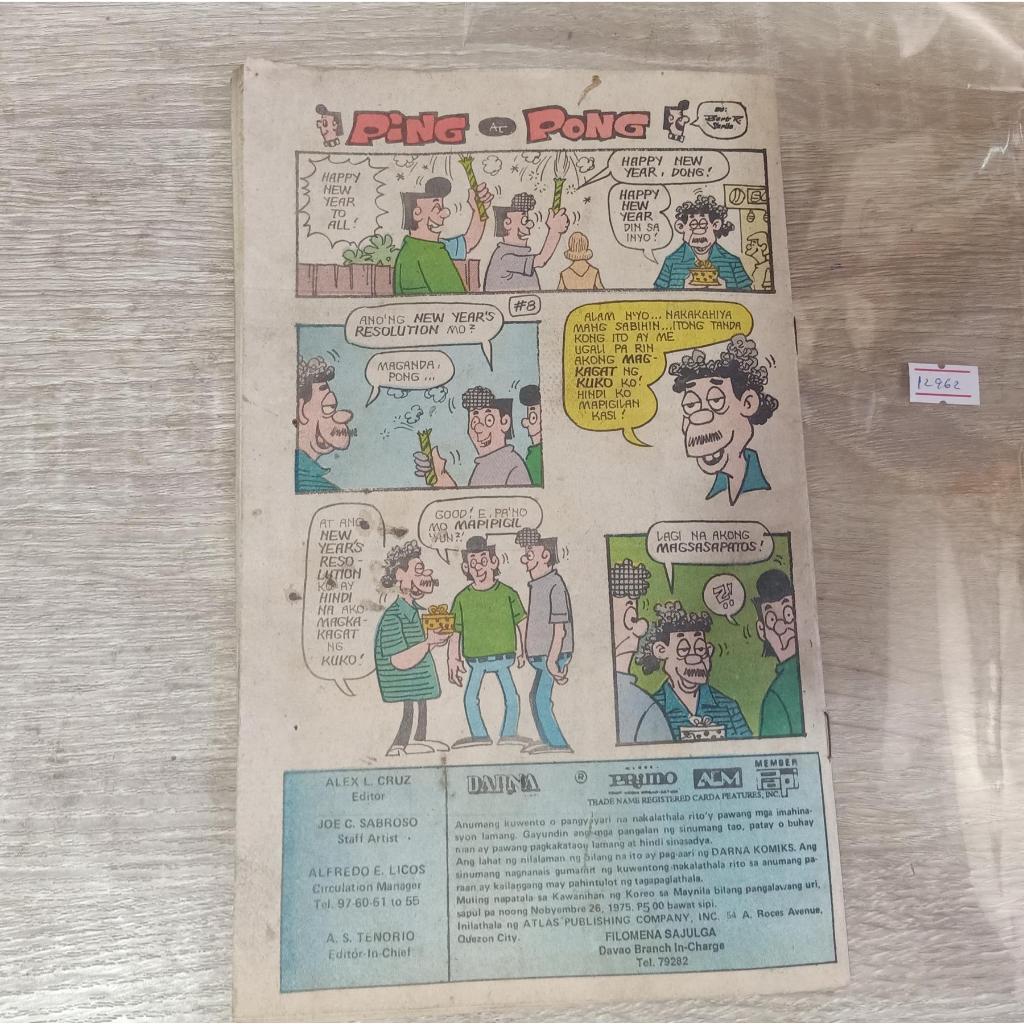 PING AT PONG
BY:
HAPPY
NEW
YEAR
TO
ALL!
HAPPY NEW
YEAR, DONG!
HAPPY
NEW
YEAR
DIN SA
INYO!
#8
ANO'NG NEW YEAR'S
RESOLUTION MO?
MAGANDA,
PONG...
ALAM N'YO... NAKAKAHIYA
MANG SABIHIN...ITONG TANDA
KONG ITO AY ME
UGALI PA RIN
AKONG MAG-
KAGAT NG
KUKO KO!
HINDI KO
MAPIGILAN
KASI!
AT ANG
NEW
YEAR'S
RESO-
LUTION
KO AY
HINDI
NA AKO
MAGKA-
KAGAT
NG
KUKO!
GOOD! E, PA'NO
MO MAPIPIGIL
'YUN?!
LAGI NA AKONG
MAGSASAPATOS!
?!
ALEX L. CRUZ
Editor
JOE C. SABROSO
Staff Artist
ALFREDO E. LICOS
Circulation Manager
Tel. 97-60-61 to 55
A. S. TENORIO
Editor-In-Chief
DARNA ® PRIMO ALM MEMBER
TRADE NAME REGISTERED CARDA FEATURES, INC.
Anumang kuwento o pangyayari na nakalathala rito'y pawang mga imahina-
syon lamang. Gayundin ang mga pangalan ng sinumang tao, patay o buhay
man ay pawang pagkakataon lamang at hindi sinasadya.
Ang lahat ng nilalaman ng bilang na ito ay pag-aari ng DARNA KOMIKS. Ang
sinumang nagnanais gumamit ng kuwentong nakalathala rito sa anumang pa-
raan ay kailangang may pahintulot ng tagapaglathala.
Muling napatala sa Kawanihan ng Koreo sa Maynila bilang pangalawang uri,
sapul pa noong Nobyembre 26, 1975. P5.00 bawat sipi.
Inilathala ng ATLAS PUBLISHING COMPANY, INC. 54 A. Roces Avenue,
Quezon City.
FILOMENA SAJULGA
Davao Branch In-Charge
Tel. 79282
12962